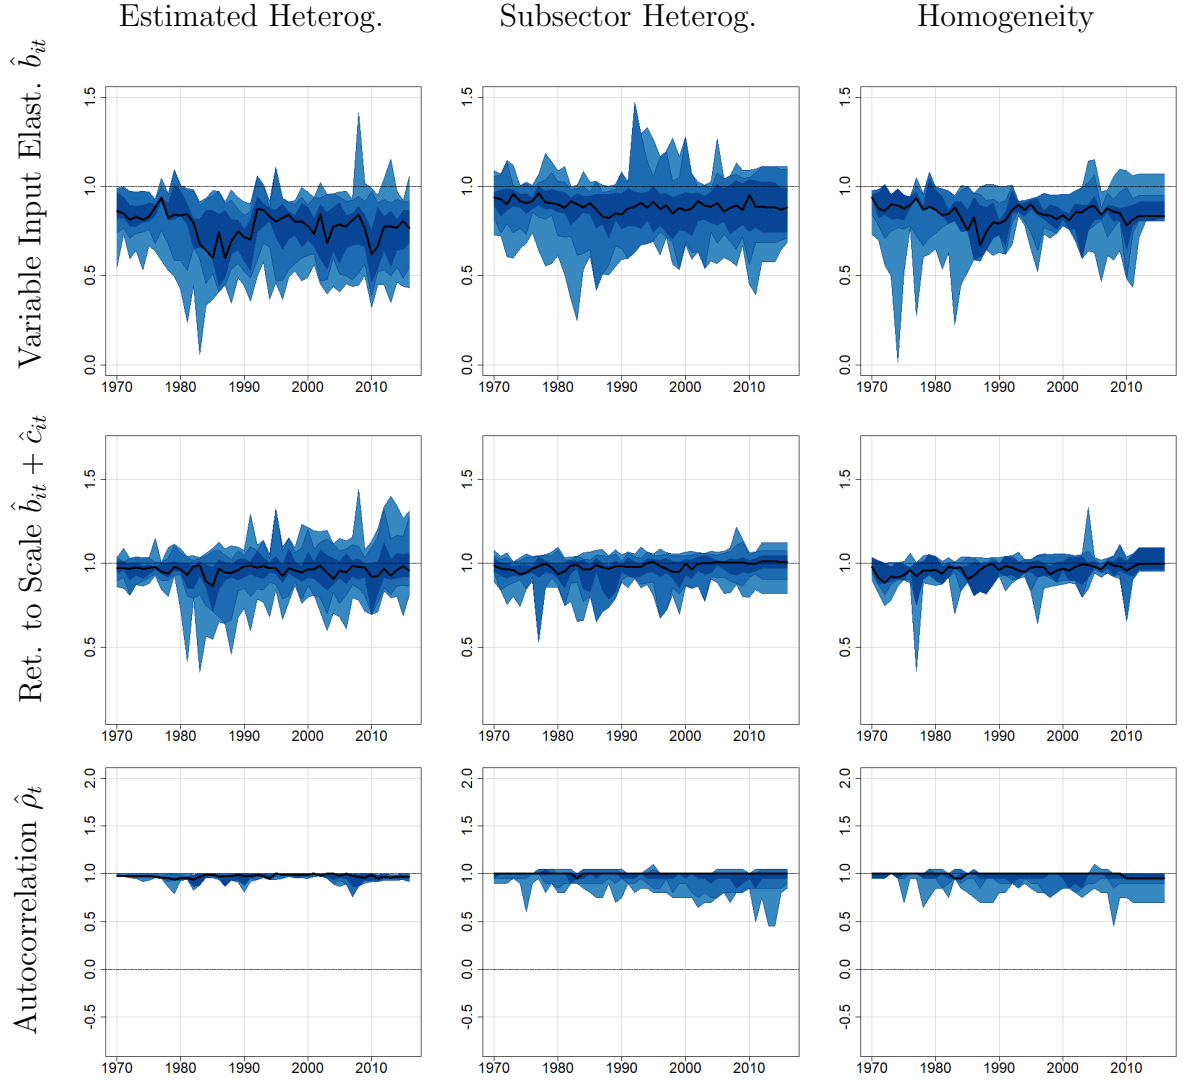 Estimated Heterog. Subsector Heterog. Homogeneity
Variable Input Elast. b̂_it
1.5 1.0 0.5 0.0
1970 1980 1990 2000 2010
1.5 1.0 0.5 0.0
1970 1980 1990 2000 2010
1.5 1.0 0.5 0.0
1970 1980 1990 2000 2010
Ret. to Scale b̂_it + ĉ_it
1.5 1.0 0.5
1970 1980 1990 2000 2010
1.5 1.0 0.5
1970 1980 1990 2000 2010
1.5 1.0 0.5
1970 1980 1990 2000 2010
Autocorrelation ρ̂_t
2.0 1.5 1.0 0.5 0.0 -0.5
1970 1980 1990 2000 2010
2.0 1.5 1.0 0.5 0.0 -0.5
1970 1980 1990 2000 2010
2.0 1.5 1.0 0.5 0.0 -0.5
1970 1980 1990 2000 2010